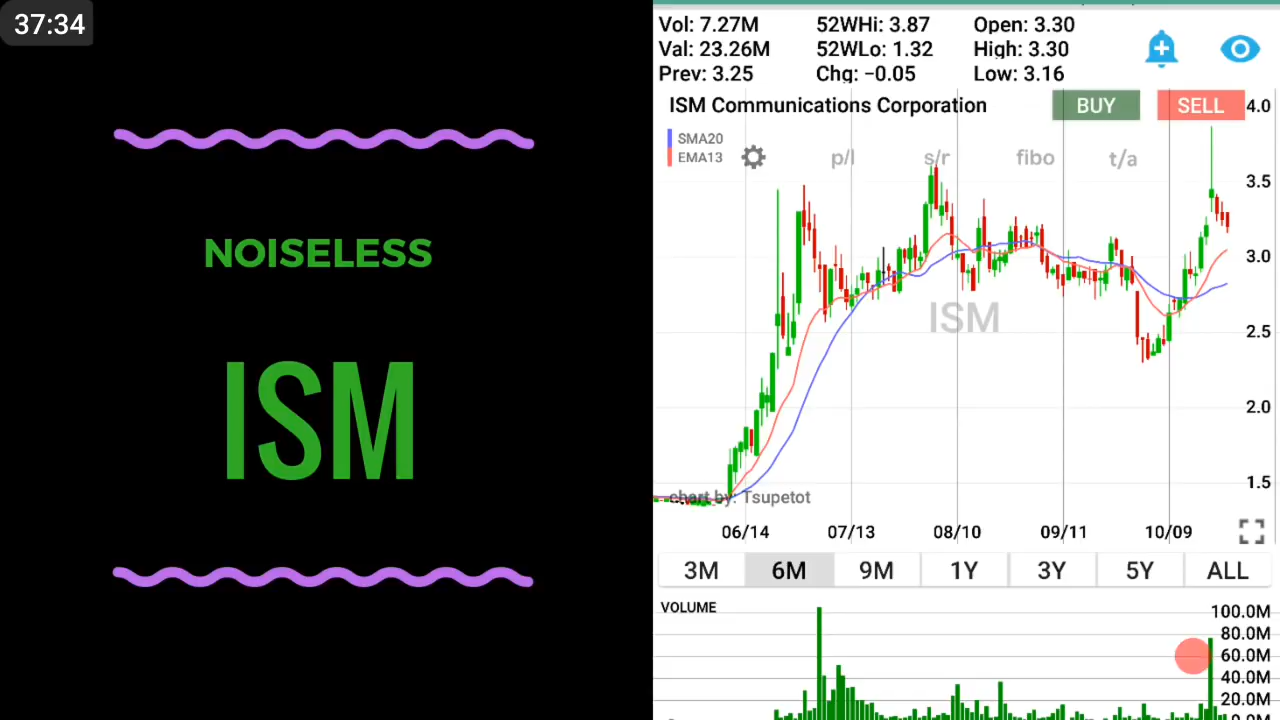 37:34
NOISELESS
ISM
Vol: 7.27M 52WHi: 3.87 Open: 3.30
Val: 23.26M 52WLo: 1.32 High: 3.30
Prev: 3.25 Chg: −0.05 Low: 3.16
ISM Communications Corporation BUY SELL 4.0
SMA20
EMA13 p/l s/r fibo t/a
3.5
3.0
ISM
2.5
2.0
1.5
chart by: Tsupetot
06/14 07/13 08/10 09/11 10/09
3M 6M 9M 1Y 3Y 5Y ALL
VOLUME 100.0M
80.0M
60.0M
40.0M
20.0M
0.0M